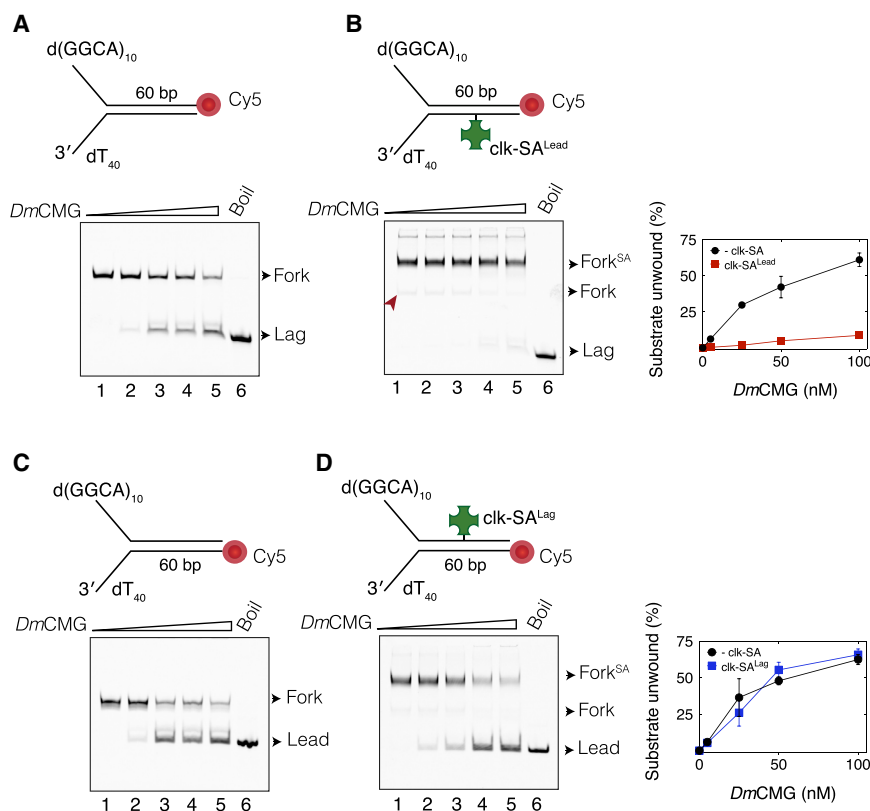 A
d(GGCA)10
60 bp
Cy5
3′
dT40
DmCMG
Boil
Fork
Lag
1 2 3 4 5 6
B
d(GGCA)10
60 bp
Cy5
clk-SALead
3′
dT40
DmCMG
Boil
ForkSA
Fork
Lag
1 2 3 4 5 6
Substrate unwound (%)
75
50
25
- clk-SA
clk-SALead
0 50 100
DmCMG (nM)
C
d(GGCA)10
60 bp
Cy5
3′
dT40
DmCMG
Boil
Fork
Lead
1 2 3 4 5 6
D
d(GGCA)10
clk-SALag
60 bp
Cy5
3′
dT40
DmCMG
Boil
ForkSA
Fork
Lead
1 2 3 4 5 6
Substrate unwound (%)
75
50
25
- clk-SA
clk-SALag
0 50 100
DmCMG (nM)